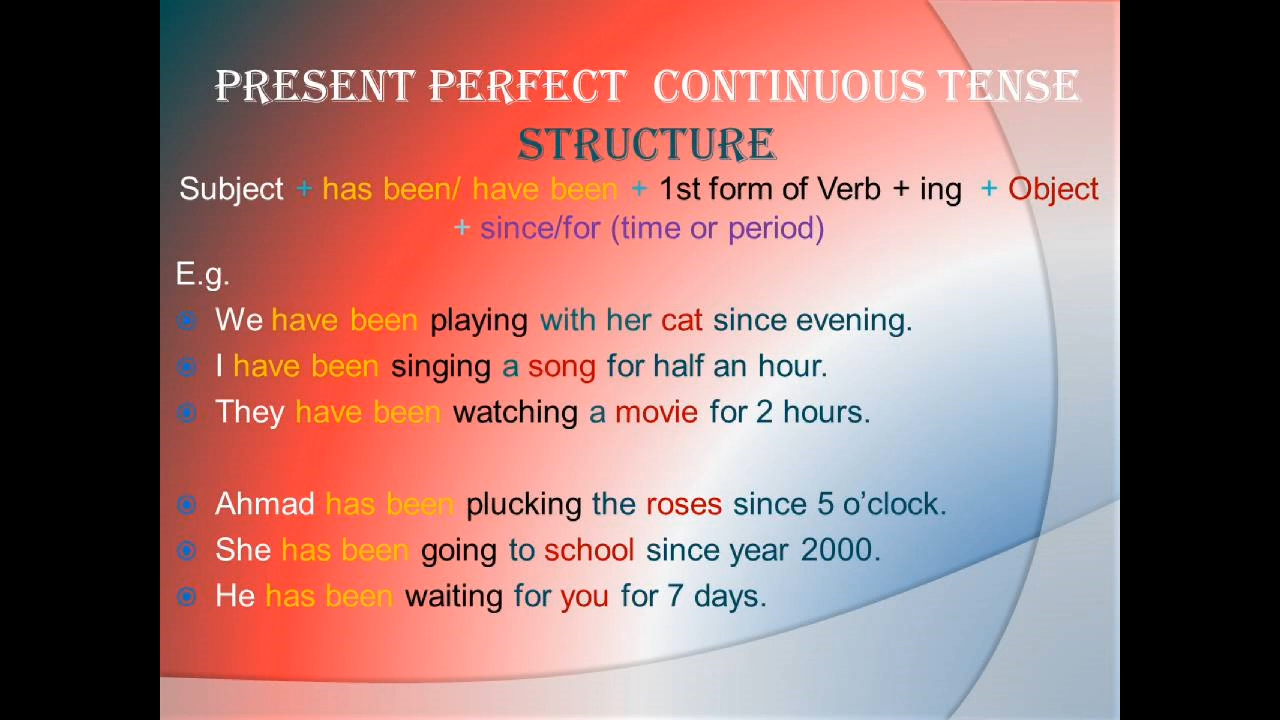 PRESENT PERFECT CONTINUOUS TENSE
STRUCTURE
Subject + has been/ have been + 1st form of Verb + ing + Object
+ since/for (time or period)
E.g.
We have been playing with her cat since evening.
I have been singing a song for half an hour.
They have been watching a movie for 2 hours.
Ahmad has been plucking the roses since 5 o’clock.
She has been going to school since year 2000.
He has been waiting for you for 7 days.